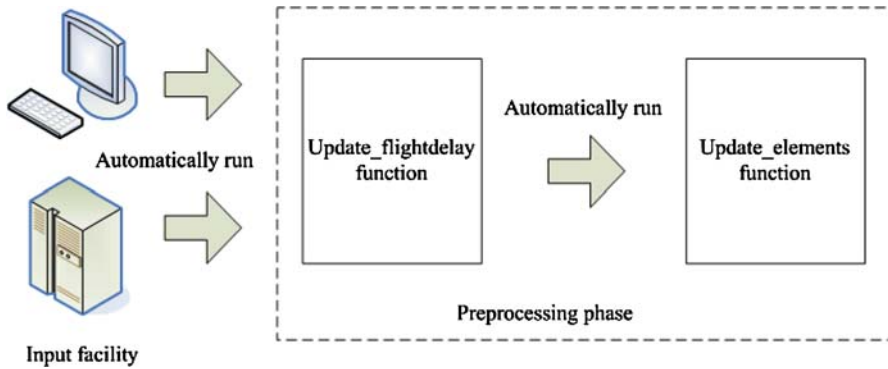 Automatically run
Input facility
Update_flightdelay
function
Automatically run
Update_elements
function
Preprocessing phase